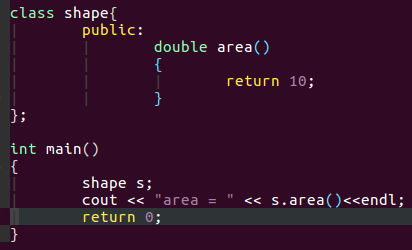 class shape{
        public:
                double area()
                {
                        return 10;
                }
};

int main()
{
        shape s;
        cout << "area = " << s.area()<<endl;
        return 0;
}